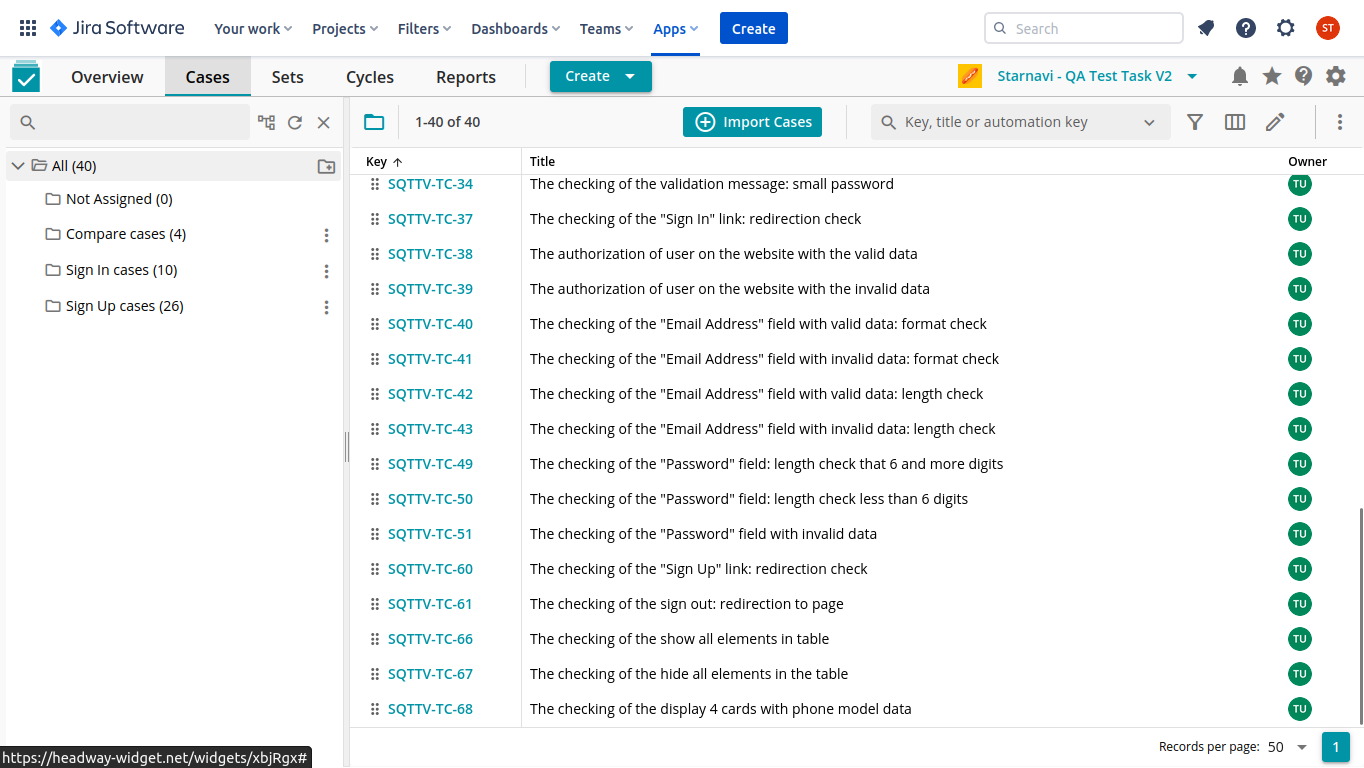 Jira Software Your work Projects Filters Dashboards Teams Apps Create Search ST
Overview Cases Sets Cycles Reports Create Starnavi - QA Test Task V2
1-40 of 40 Import Cases Key, title or automation key
All (40)
Not Assigned (0)
Compare cases (4)
Sign In cases (10)
Sign Up cases (26)
Key Title Owner
SQTTV-TC-34 The checking of the validation message: small password TU
SQTTV-TC-37 The checking of the "Sign In" link: redirection check TU
SQTTV-TC-38 The authorization of user on the website with the valid data TU
SQTTV-TC-39 The authorization of user on the website with the invalid data TU
SQTTV-TC-40 The checking of the "Email Address" field with valid data: format check TU
SQTTV-TC-41 The checking of the "Email Address" field with invalid data: format check TU
SQTTV-TC-42 The checking of the "Email Address" field with valid data: length check TU
SQTTV-TC-43 The checking of the "Email Address" field with invalid data: length check TU
SQTTV-TC-49 The checking of the "Password" field: length check that 6 and more digits TU
SQTTV-TC-50 The checking of the "Password" field: length check less than 6 digits TU
SQTTV-TC-51 The checking of the "Password" field with invalid data TU
SQTTV-TC-60 The checking of the "Sign Up" link: redirection check TU
SQTTV-TC-61 The checking of the sign out: redirection to page TU
SQTTV-TC-66 The checking of the show all elements in table TU
SQTTV-TC-67 The checking of the hide all elements in the table TU
SQTTV-TC-68 The checking of the display 4 cards with phone model data TU
Records per page: 50 1
https://headway-widget.net/widgets/xbjRgx#